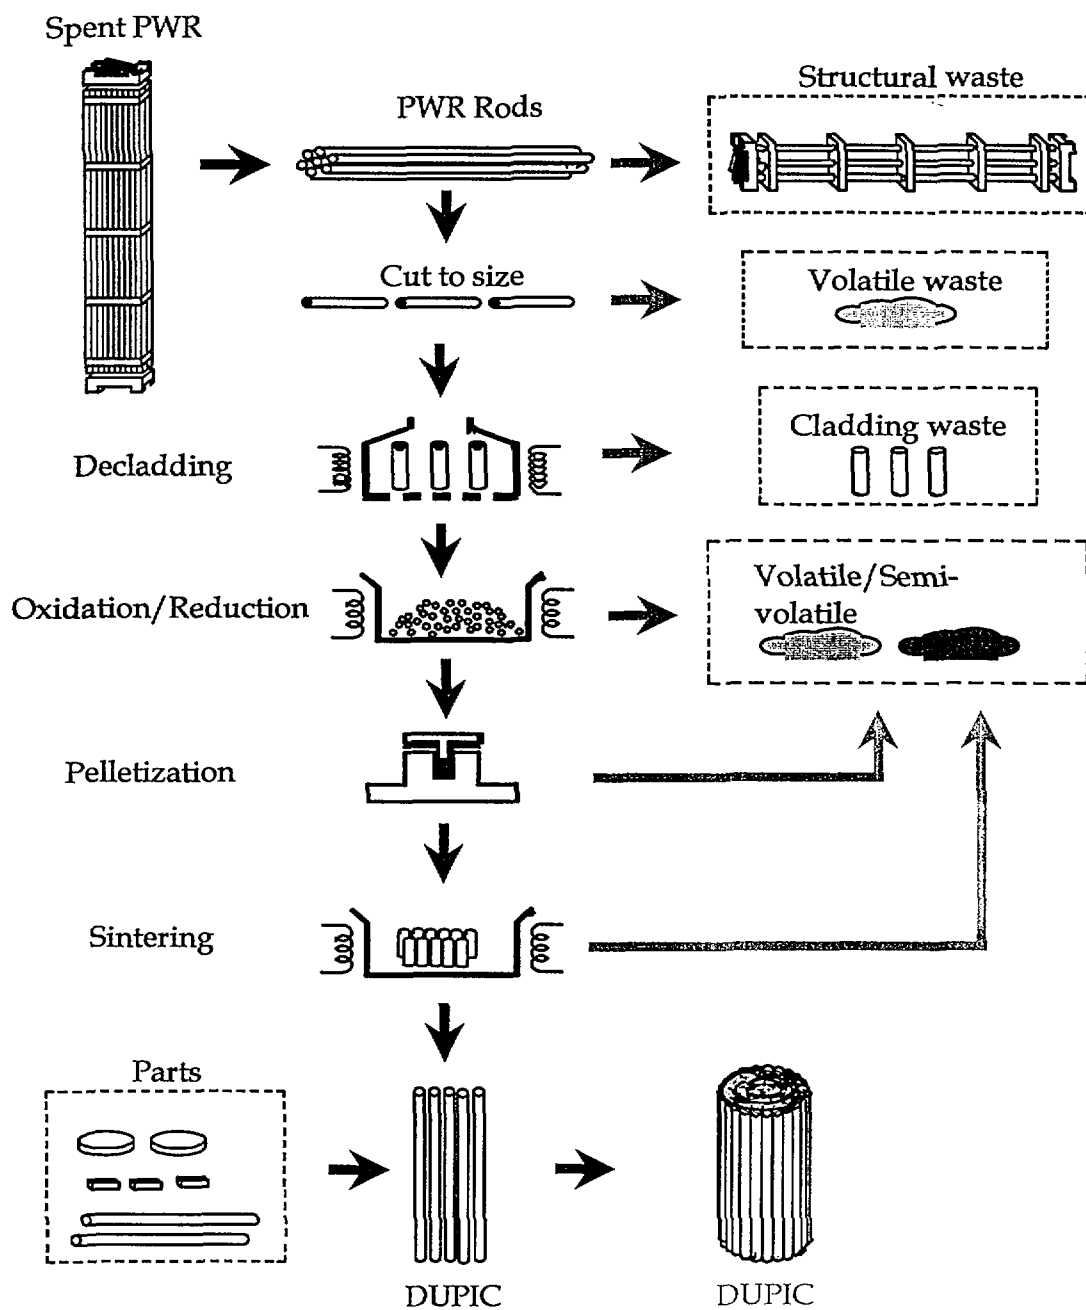 Spent PWR
PWR Rods
Structural waste
Cut to size
Volatile waste
Decladding
Cladding waste
Oxidation/Reduction
Volatile/Semi-
volatile
Pelletization
Sintering
Parts
DUPIC
DUPIC